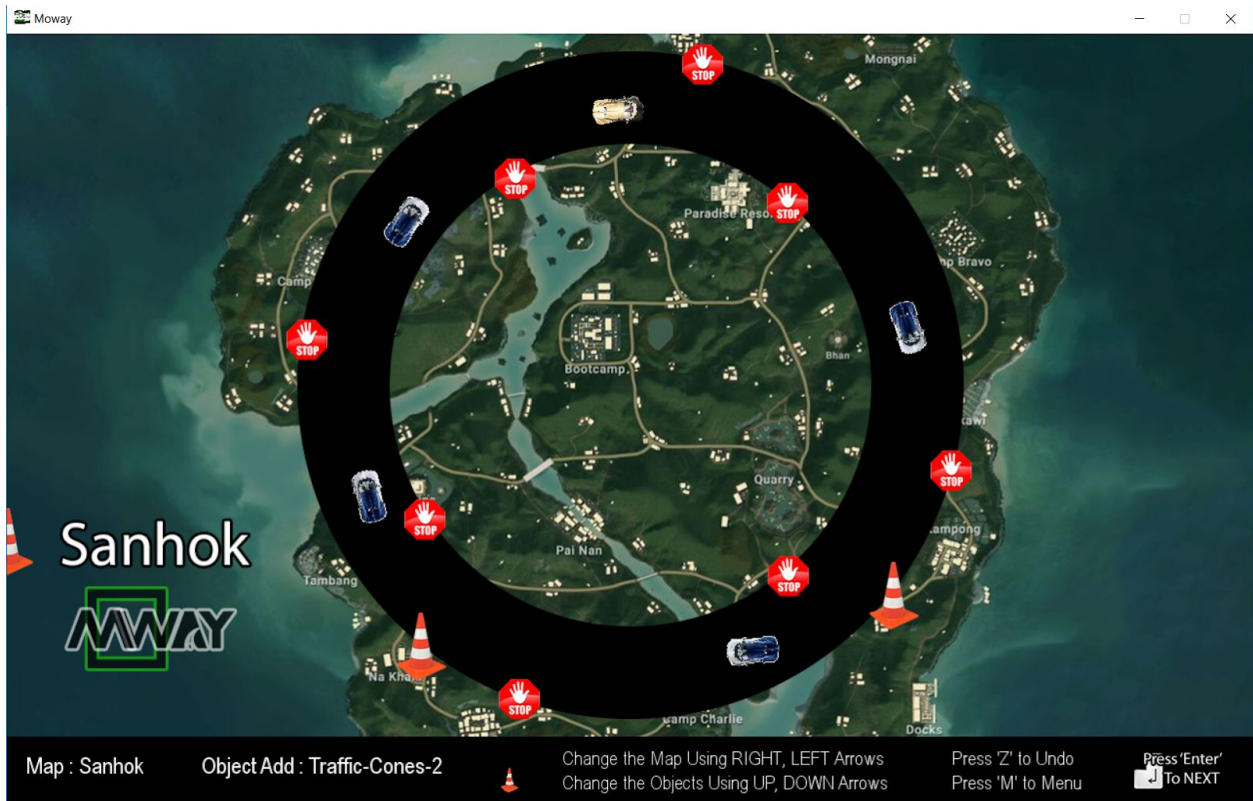 Moway
Mongnai
STOP
STOP
STOP
Paradise Reso
Camp
Bravo
STOP
Bhan
Bootcamp
STOP
Quarry
STOP
Pai Nan
Sanhok
Tambang
STOP
MWAY
Na Kha
STOP
Camp Charlie
Docks
Map : Sanhok
Object Add : Traffic-Cones-2
Change the Map Using RIGHT, LEFT Arrows
Change the Objects Using UP, DOWN Arrows
Press 'Z' to Undo
Press 'M' to Menu
Press 'Enter'
To NEXT